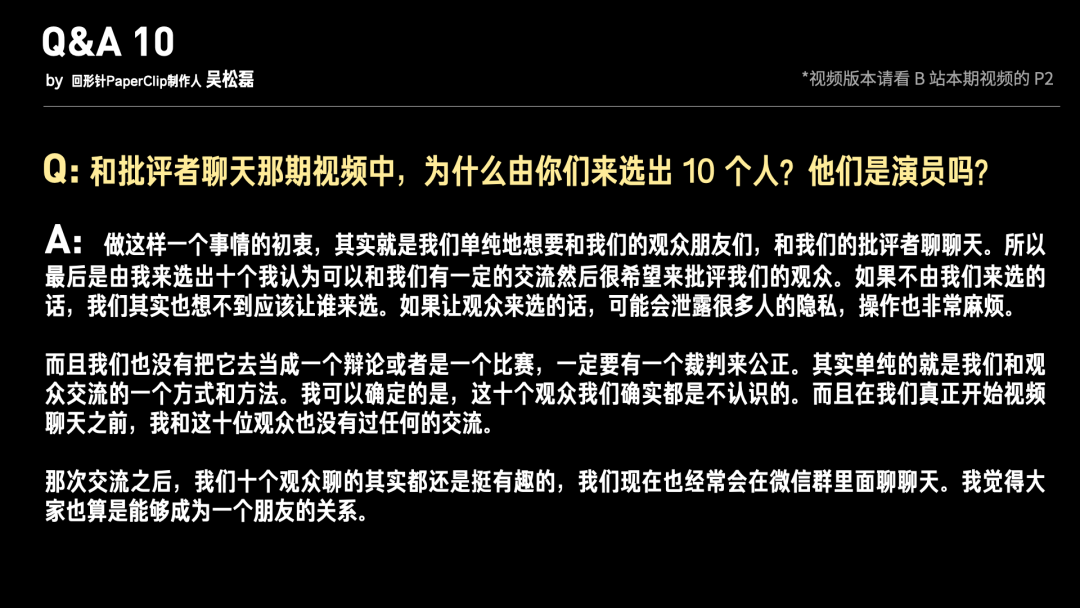 Q&A 10
by 回形针PaperClip制作人 吴松磊
*视频版本请看 B 站本期视频的 P2
Q: 和批评者聊天那期视频中，为什么由你们来选出 10 个人？他们是演员吗？
A: 做这样一个事情的初衷，其实就是我们单纯地想要和我们的观众朋友们，和我们的批评者聊聊天。所以
最后是由我来选出十个我认为可以和我们有一定的交流然后很希望来批评我们的观众。如果不由我们来选的
话，我们其实也想不到应该让谁来选。如果让观众来选的话，可能会泄露很多人的隐私，操作也非常麻烦。
而且我们也没有把它去当成一个辩论或者是一个比赛，一定要有一个裁判来公正。其实单纯的就是我们和观
众交流的一个方式和方法。我可以确定的是，这十个观众我们确实都是不认识的。而且在我们真正开始视频
聊天之前，我和这十位观众也没有过任何的交流。
那次交流之后，我们十个观众聊的其实都还是挺有趣的，我们现在也经常会在微信群里面聊聊天。我觉得大
家也算是能够成为一个朋友的关系。